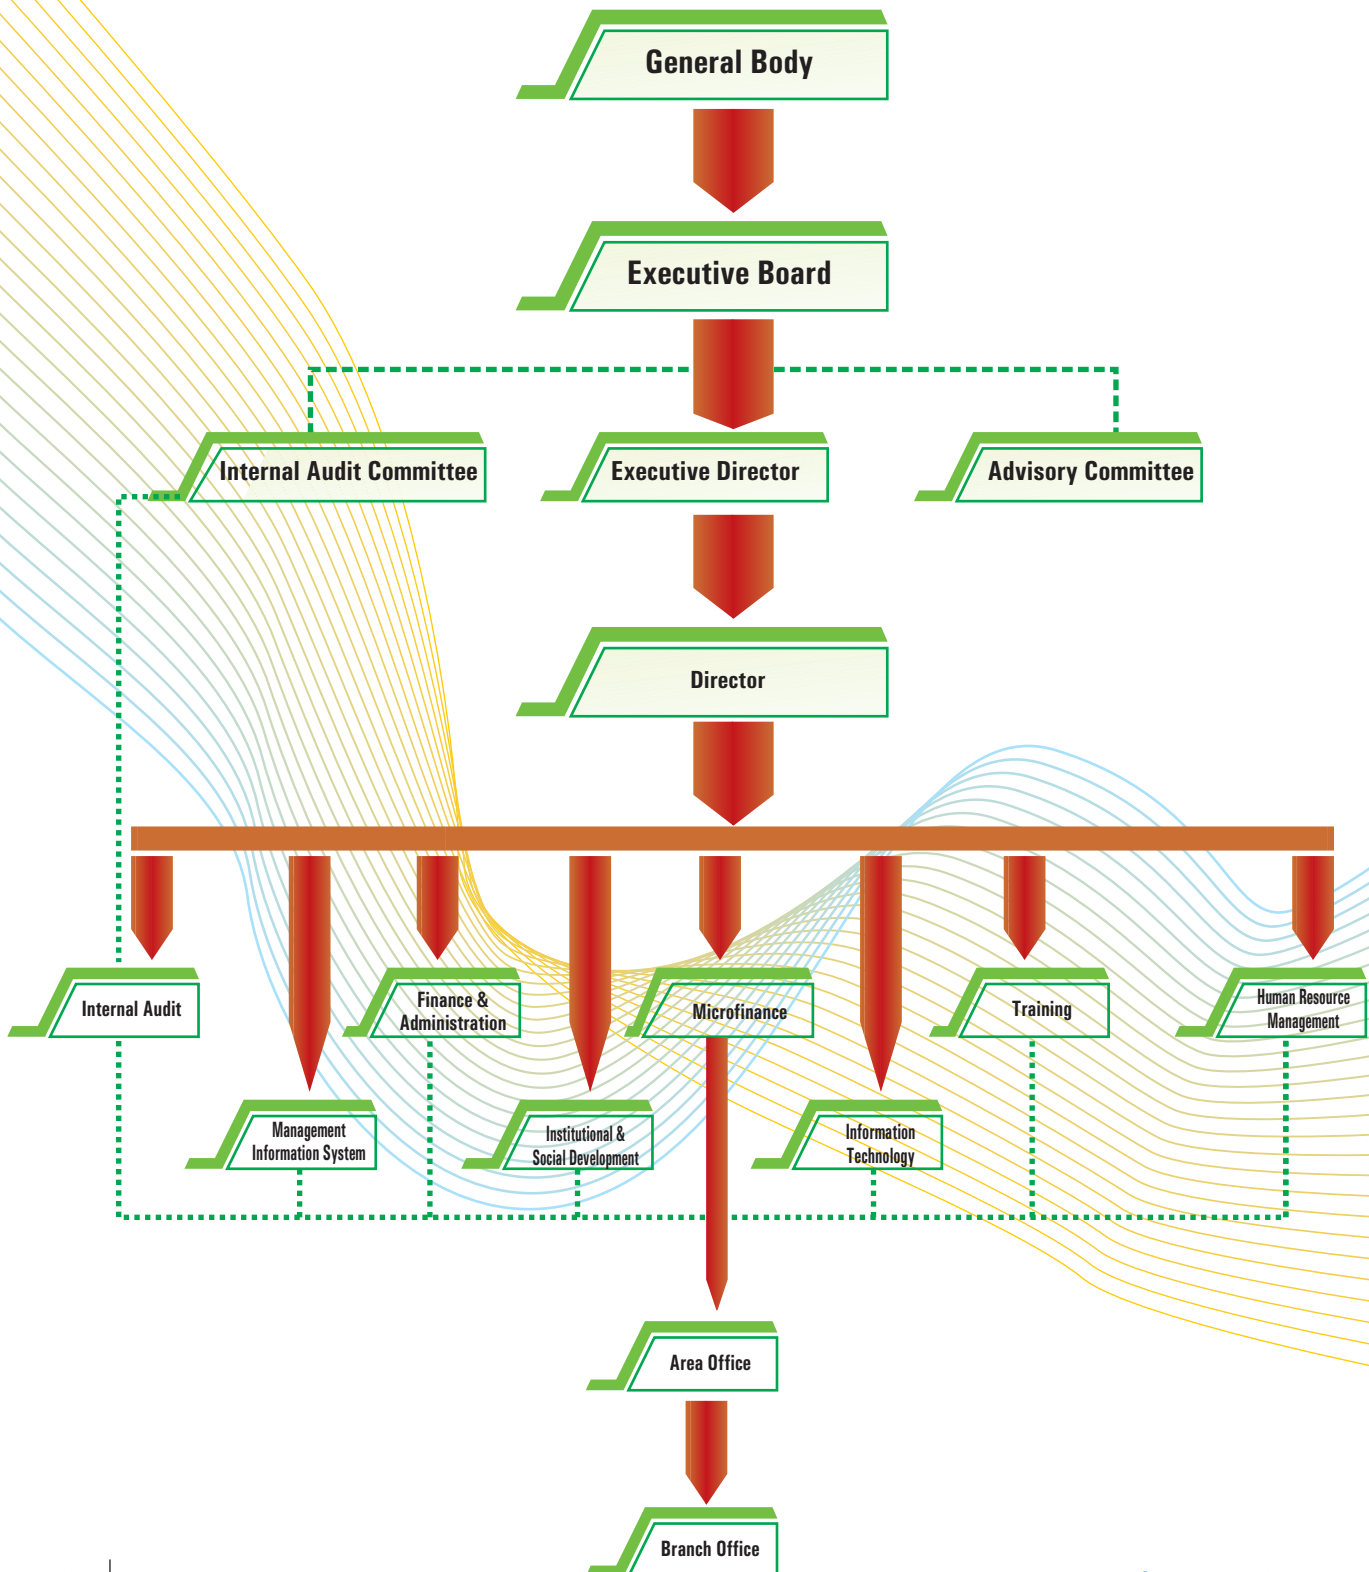 General Body
Executive Board
Internal Audit Committee
Executive Director
Advisory Committee
Director
Internal Audit
Finance &
Administration
Microfinance
Training
Human Resource
Management
Management
Information System
Institutional &
Social Development
Information
Technology
Area Office
Branch Office